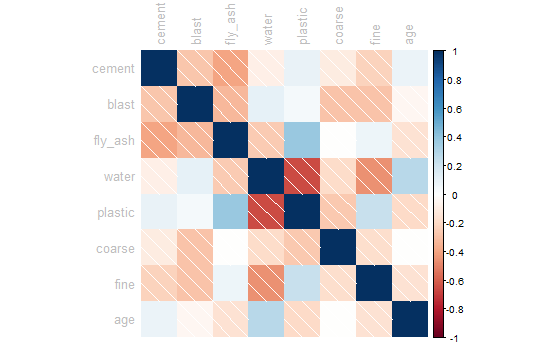 cement blast fly_ash water plastic coarse fine age
cement
blast
fly_ash
water
plastic
coarse
fine
age
1
0.8
0.6
0.4
0.2
0
-0.2
-0.4
-0.6
-0.8
-1